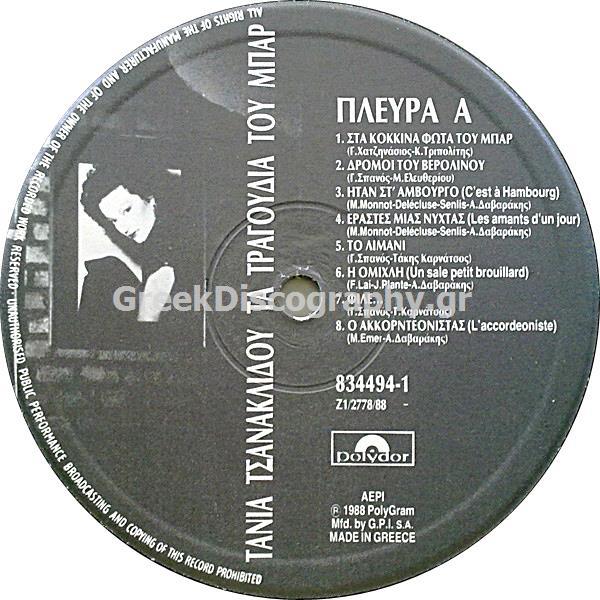 ALL RIGHTS OF THE MANUFACTURER AND OF THE OWNER OF THE RECORDED WORK RESERVED · UNAUTHORISED PUBLIC PERFORMANCE BROADCASTING AND COPYING OF THIS RECORD PROHIBITED
ΤΑΝΙΑ ΤΣΑΝΑΚΛΙΔΟΥ ΤΑ ΤΡΑΓΟΥΔΙΑ ΤΟΥ ΜΠΑΡ
ΠΛΕΥΡΑ Α
1. ΣΤΑ ΚΟΚΚΙΝΑ ΦΩΤΑ ΤΟΥ ΜΠΑΡ
(Γ.Χατζηνάσιος-Κ.Τριπολίτης)
2. ΔΡΟΜΟΙ ΤΟΥ ΒΕΡΟΛΙΝΟΥ
(Γ.Σπανός-Μ.Ελευθερίου)
3. ΗΤΑΝ ΣΤ' ΑΜΒΟΥΡΓΟ (C'est à Hambourg)
(M.Monnot-Delécluse-Senlis-Α.Δαβαράκης)
4. ΕΡΑΣΤΕΣ ΜΙΑΣ ΝΥΧΤΑΣ (Les amants d'un jour)
(M.Monnot-Delécluse-Senlis-Α.Δαβαράκης)
5. ΤΟ ΛΙΜΑΝΙ
(Γ.Σπανός-Τάκης Καρνάτσος)
6. Η ΟΜΙΧΛΗ (Un sale petit brouillard)
(F.Lai-J.Plante-Α.Δαβαράκης)
GreekDiscography.gr
7. ΦΙΛΕ
(Γ.Σπανός-Τ.Καρνάτσος)
8. Ο ΑΚΚΟΡΝΤΕΟΝΙΣΤΑΣ (L'accordeoniste)
(M.Emer-Α.Δαβαράκης)
834494-1
Z1/2778/88 -
polydor
ΑΕΡΙ
℗ 1988 PolyGram
Mfd. by G.P.I. s.A.
MADE IN GREECE